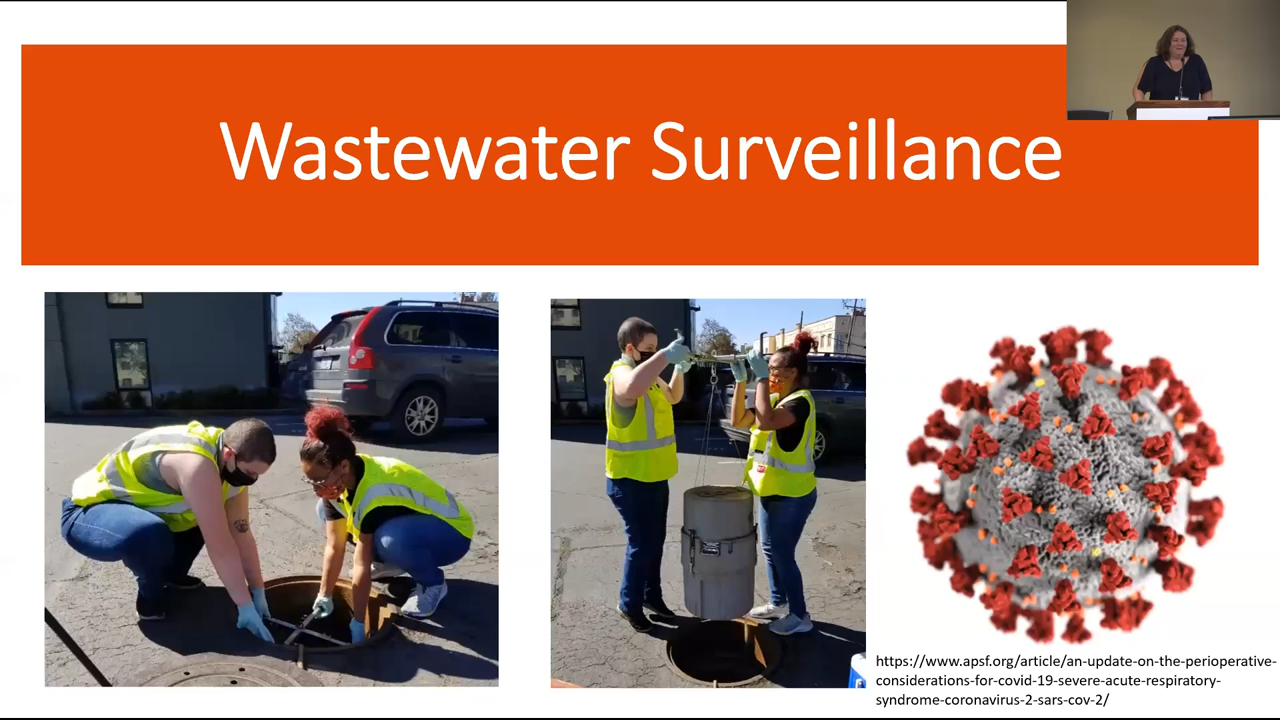 Wastewater Surveillance
https://www.apsf.org/article/an-update-on-the-perioperative-
considerations-for-covid-19-severe-acute-respiratory-
syndrome-coronavirus-2-sars-cov-2/